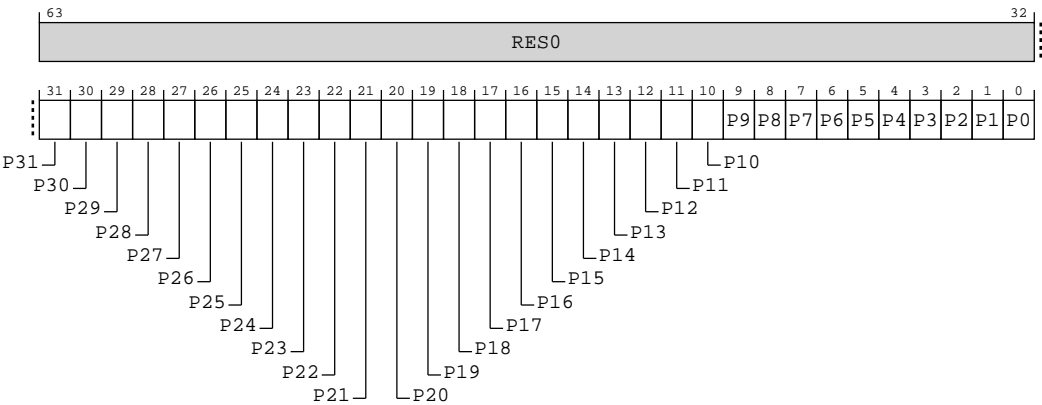 63 32
RES0
31 30 29 28 27 26 25 24 23 22 21 20 19 18 17 16 15 14 13 12 11 10 9 8 7 6 5 4 3 2 1 0
P9 P8 P7 P6 P5 P4 P3 P2 P1 P0
P31 P10
P30 P11
P29 P12
P28 P13
P27 P14
P26 P15
P25 P16
P24 P17
P23 P18
P22 P19
P21 P20